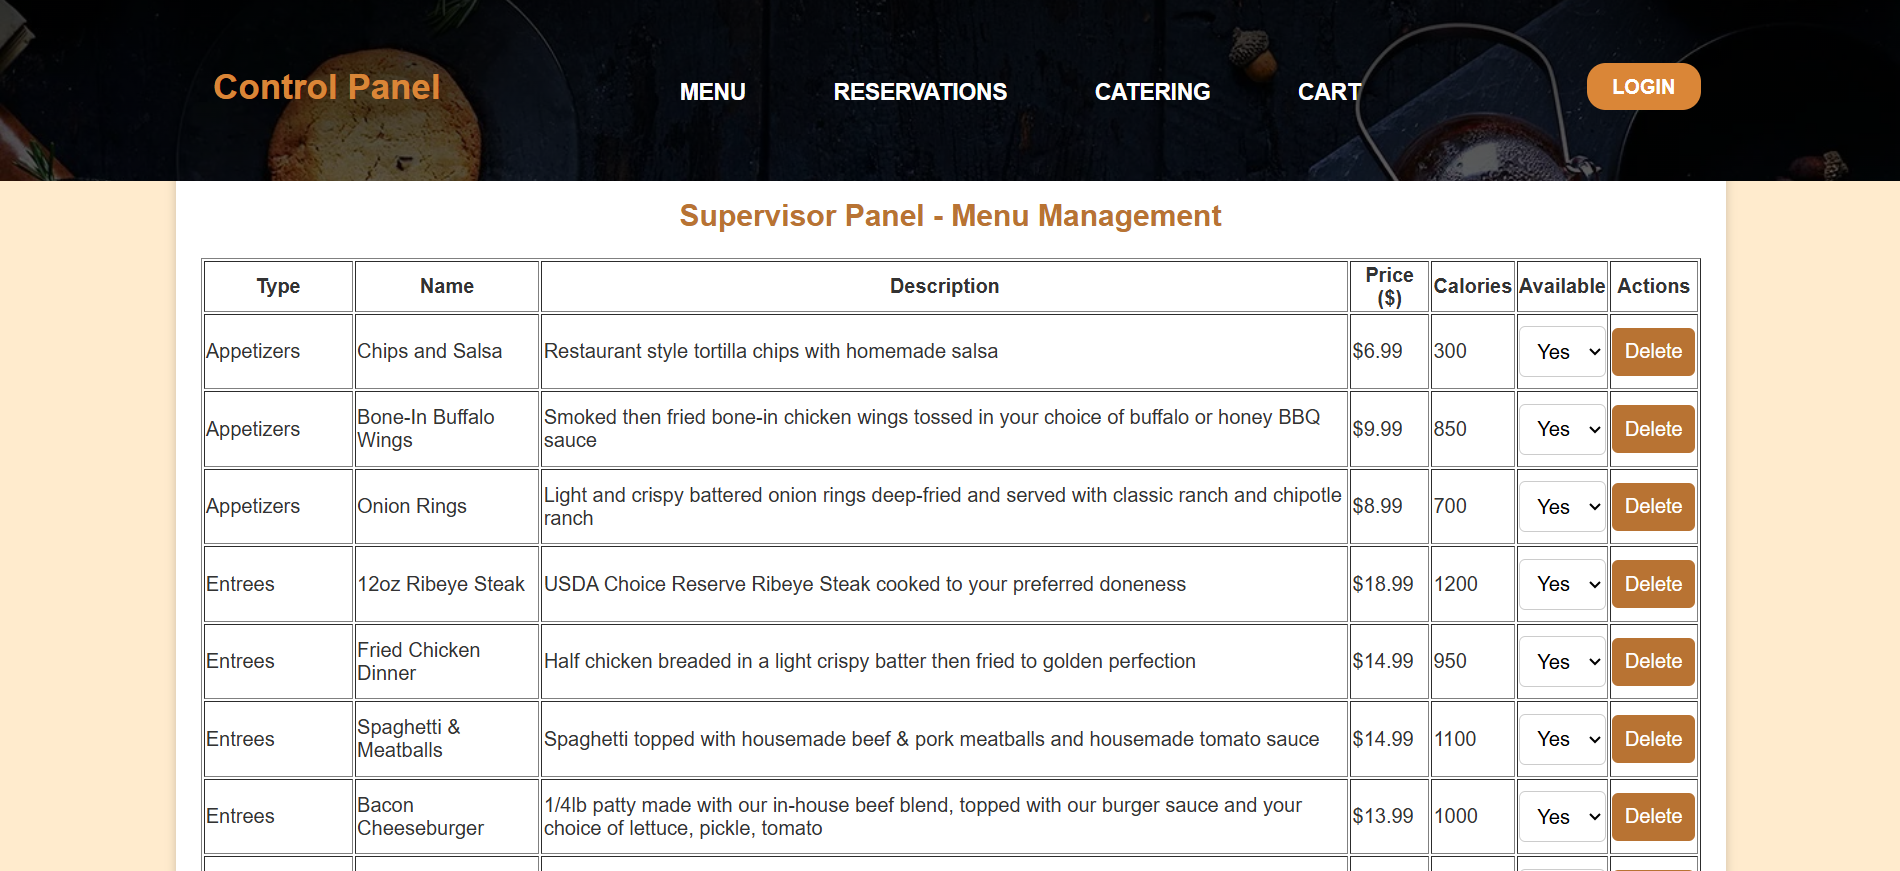 Control Panel
MENU
RESERVATIONS
CATERING
CART
LOGIN
Supervisor Panel - Menu Management
Type
Name
Description
Price
($)
Calories
Available
Actions
Appetizers
Chips and Salsa
Restaurant style tortilla chips with homemade salsa
$6.99
300
Yes
Delete
Appetizers
Bone-In Buffalo
Wings
Smoked then fried bone-in chicken wings tossed in your choice of buffalo or honey BBQ
sauce
$9.99
850
Yes
Delete
Appetizers
Onion Rings
Light and crispy battered onion rings deep-fried and served with classic ranch and chipotle
ranch
$8.99
700
Yes
Delete
Entrees
12oz Ribeye Steak
USDA Choice Reserve Ribeye Steak cooked to your preferred doneness
$18.99
1200
Yes
Delete
Entrees
Fried Chicken
Dinner
Half chicken breaded in a light crispy batter then fried to golden perfection
$14.99
950
Yes
Delete
Entrees
Spaghetti &
Meatballs
Spaghetti topped with housemade beef & pork meatballs and housemade tomato sauce
$14.99
1100
Yes
Delete
Entrees
Bacon
Cheeseburger
1/4lb patty made with our in-house beef blend, topped with our burger sauce and your
choice of lettuce, pickle, tomato
$13.99
1000
Yes
Delete